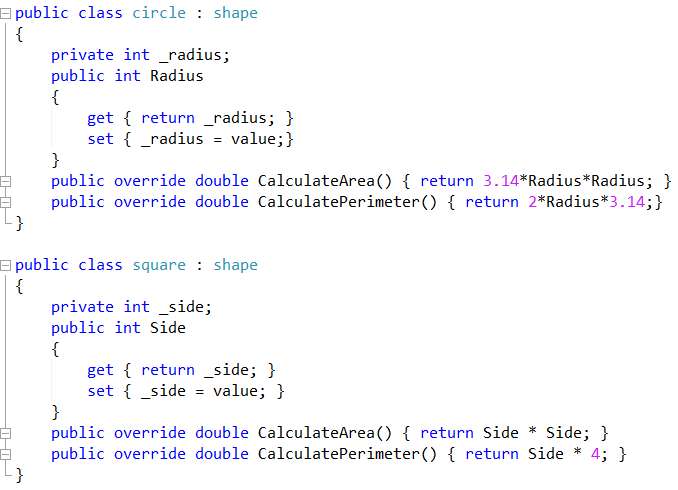 public class circle : shape
{
    private int _radius;
    public int Radius
    {
        get { return _radius; }
        set { _radius = value;}
    }
    public override double CalculateArea() { return 3.14*Radius*Radius; }
    public override double CalculatePerimeter() { return 2*Radius*3.14;}
}
public class square : shape
{
    private int _side;
    public int Side
    {
        get { return _side; }
        set { _side = value; }
    }
    public override double CalculateArea() { return Side * Side; }
    public override double CalculatePerimeter() { return Side * 4; }
}